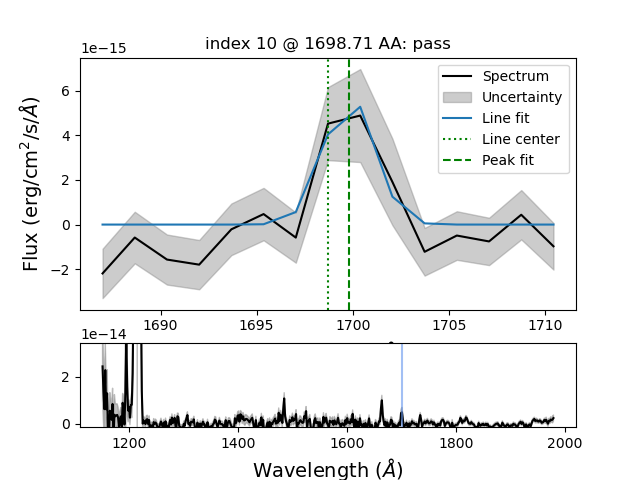 index 10 @ 1698.71 AA: pass
1e−15
Flux (erg/cm²/s/Å)
6
4
2
0
−2
Spectrum
Uncertainty
Line fit
Line center
Peak fit
1690
1695
1700
1705
1710
1e−14
2
0
1200
1400
1600
1800
2000
Wavelength (Å)